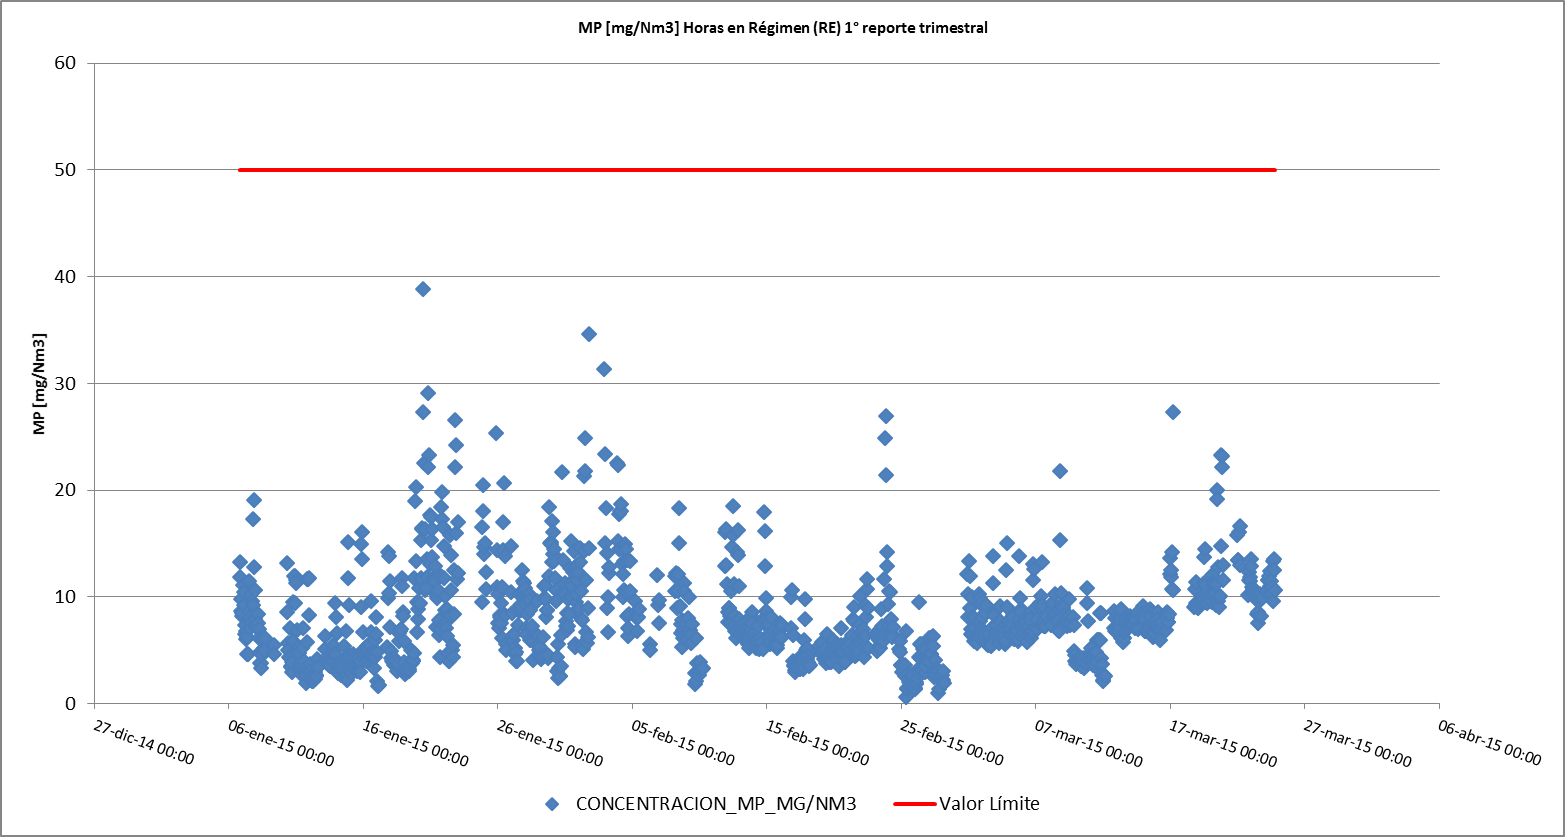 MP [mg/Nm3] Horas en Régimen (RE) 1° reporte trimestral
60
50
40
30
20
10
0
MP [mg/Nm3]
27-dic-14 00:00
06-ene-15 00:00
16-ene-15 00:00
26-ene-15 00:00
05-feb-15 00:00
15-feb-15 00:00
25-feb-15 00:00
07-mar-15 00:00
17-mar-15 00:00
27-mar-15 00:00
06-abr-15 00:00
CONCENTRACION_MP_MG/NM3
Valor Límite